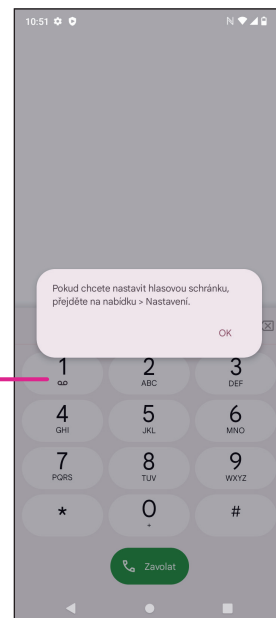 10:51
Pokud chcete nastavit hlasovou schránku,
přejděte na nabídku > Nastavení.
OK
1 2 3
ABC DEF
4 5 6
GHI JKL MNO
7 8 9
PQRS TUV WXYZ
* 0 #
+
Zavolat